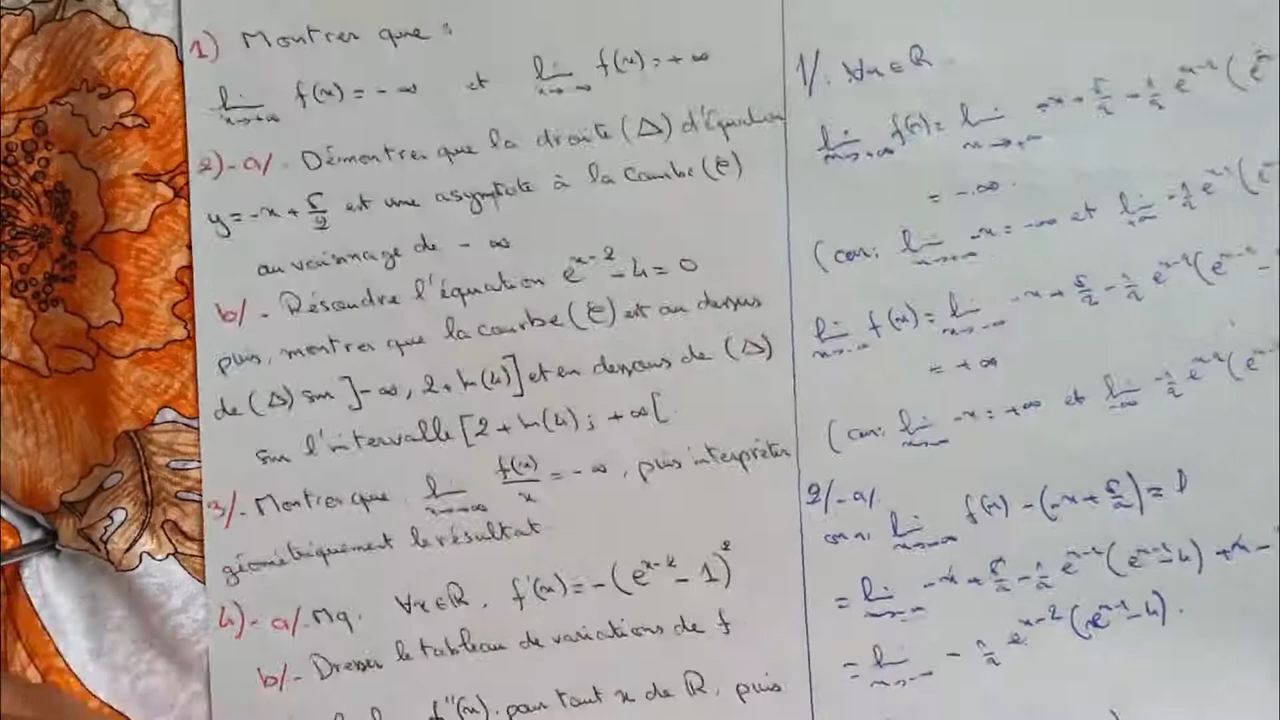 1) Montrer que :
lim x→+∞ f(x) = -∞ et lim x→-∞ f(x) = +∞
2)-a/- Démontrer que la droite (Δ) d'équation
y = -x + 5/2 est une asymptote à la courbe (C)
au voisinage de -∞
b/- Résoudre l'équation e^(x-2) - 4 = 0
puis, montrer que la courbe (C) est au dessus
de (Δ) sur ]-∞, 2+ln(4)] et en dessous de (Δ)
sur l'intervalle [2+ln(4) ; +∞[.
3/- Montrer que lim x→+∞ f(x)/x = -∞, puis interpréter
géométriquement le résultat
4)-a/- Mq. ∀x∈R, f'(x) = -(e^(x-2) - 1)²
b/- Dresser le tableau de variations de f
f''(x), pour tout x de R, puis
1/. ∀x∈R.
lim x→+∞ f(x) = lim x→+∞ -x + 5/2 - 1/2 e^(x-2) (e
= -∞.
(car: lim x→+∞ -x = -∞ et lim +∞ -1/2 e^(x-2) (e
lim x→-∞ f(x) = lim x→-∞ -x + 5/2 - 1/2 e^(x-2) (e^(x-2) -
= +∞
(car: lim x→-∞ -x = +∞ et lim -∞ -1/2 e^(x-2) (e
2/-a/.
on a: lim x→-∞ f(x) - (-x + 5/2) = l
= lim x→-∞ -x + 5/2 - 1/2 e^(x-2) (e^(x-2) - 4) + x -
= lim x→-∞ - 1/2 e^(x-2) (e^(x-2) - 4).